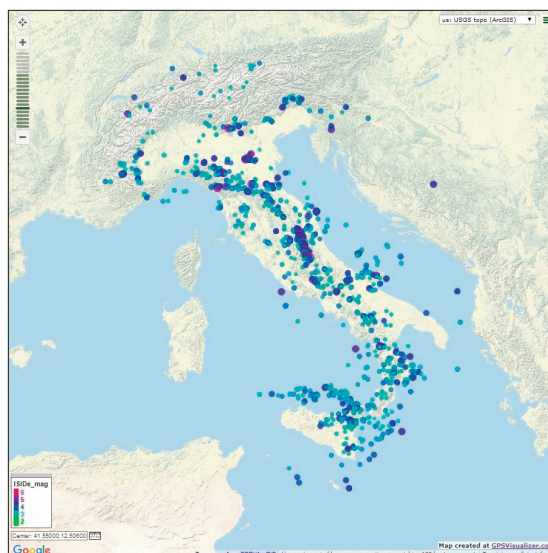 us: USGS topo (ArcGIS)
ISIDe_mag
6
5
4
3
2
Center: 41.55000,12.50500
Google
Map created at GPSVisualizer.co